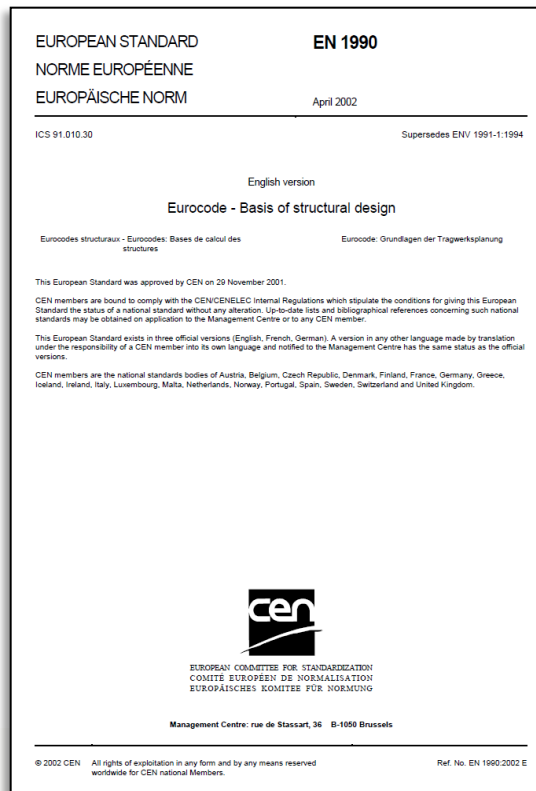 EUROPEAN STANDARD
EN 1990
NORME EUROPÉENNE
EUROPÄISCHE NORM
April 2002
ICS 91.010.30
Supersedes ENV 1991-1:1994
English version
Eurocode - Basis of structural design
Eurocodes structuraux - Eurocodes: Bases de calcul des
structures
Eurocode: Grundlagen der Tragwerksplanung
This European Standard was approved by CEN on 29 November 2001.
CEN members are bound to comply with the CEN/CENELEC Internal Regulations which stipulate the conditions for giving this European
Standard the status of a national standard without any alteration. Up-to-date lists and bibliographical references concerning such national
standards may be obtained on application to the Management Centre or to any CEN member.
This European Standard exists in three official versions (English, French, German). A version in any other language made by translation
under the responsibility of a CEN member into its own language and notified to the Management Centre has the same status as the official
versions.
CEN members are the national standards bodies of Austria, Belgium, Czech Republic, Denmark, Finland, France, Germany, Greece,
Iceland, Ireland, Italy, Luxembourg, Malta, Netherlands, Norway, Portugal, Spain, Sweden, Switzerland and United Kingdom.
cen
EUROPEAN COMMITTEE FOR STANDARDIZATION
COMITÉ EUROPÉEN DE NORMALISATION
EUROPÄISCHES KOMITEE FÜR NORMUNG
Management Centre: rue de Stassart, 36 B-1050 Brussels
© 2002 CEN All rights of exploitation in any form and by any means reserved
worldwide for CEN national Members.
Ref. No. EN 1990:2002 E